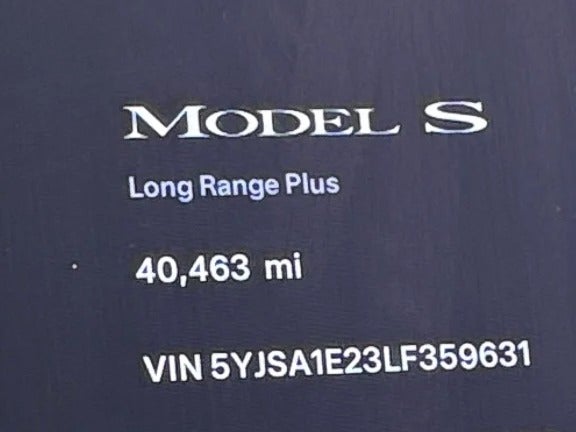 MODEL S
Long Range Plus
40,463 mi
VIN 5YJSA1E23LF359631